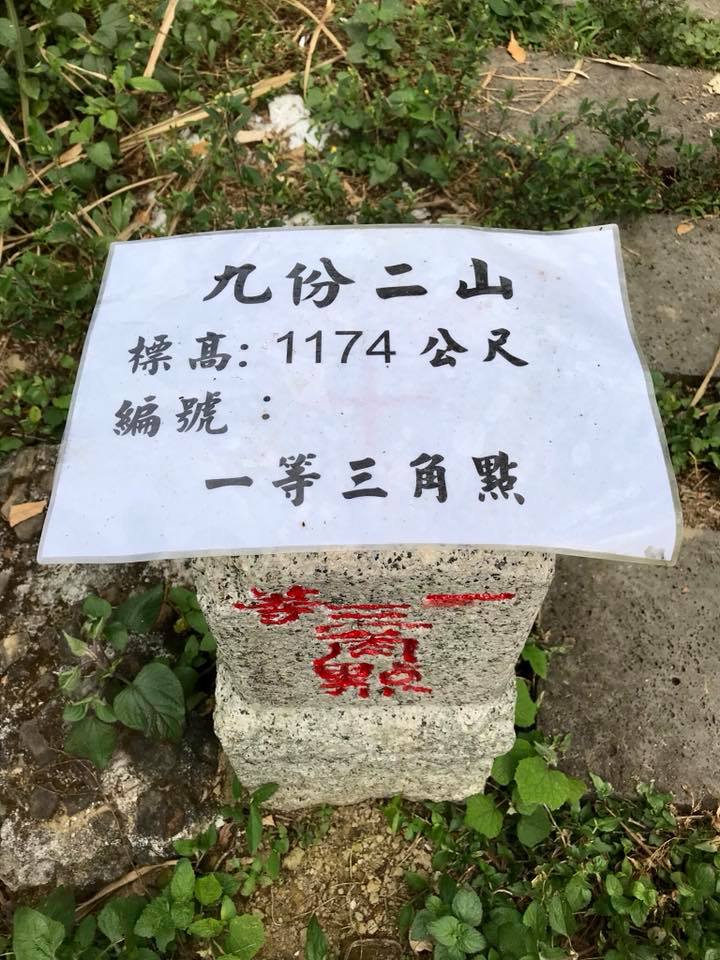 九份二山
標高: 1174 公尺
編號：
一等三角點
一等
三角
點